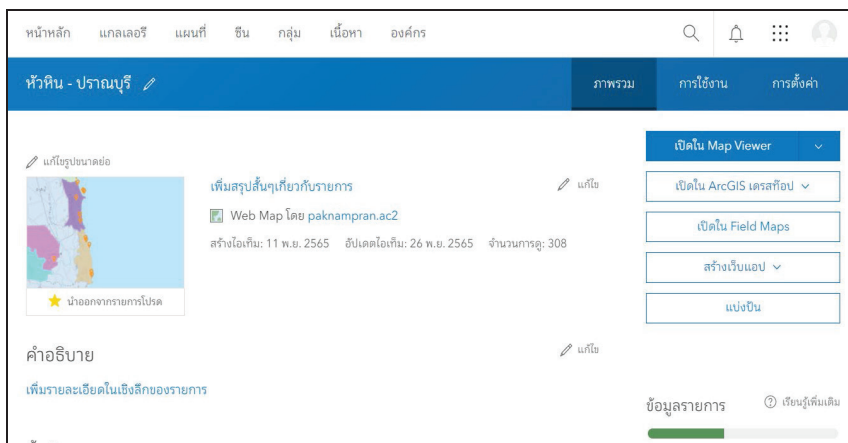 หน้าหลัก แกลเลอรี แผนที่ ซีน กลุ่ม เนื้อหา องค์กร
หัวหิน - ปราณบุรี ภาพรวม การใช้งาน การตั้งค่า
แก้ไขรูปขนาดย่อ
เพิ่มสรุปสั้นๆเกี่ยวกับรายการ
แก้ไข
Web Map โดย paknampran.ac2
สร้างไอเท็ม: 11 พ.ย. 2565 อัปเดตไอเท็ม: 26 พ.ย. 2565 จำนวนการดู: 308
นำออกจากรายการโปรด
เปิดใน Map Viewer
เปิดใน ArcGIS เดรสท๊อป
เปิดใน Field Maps
สร้างเว็บแอป
แบ่งปัน
คำอธิบาย
แก้ไข
เพิ่มรายละเอียดในเชิงลึกของรายการ
ข้อมูลรายการ
เรียนรู้เพิ่มเติม